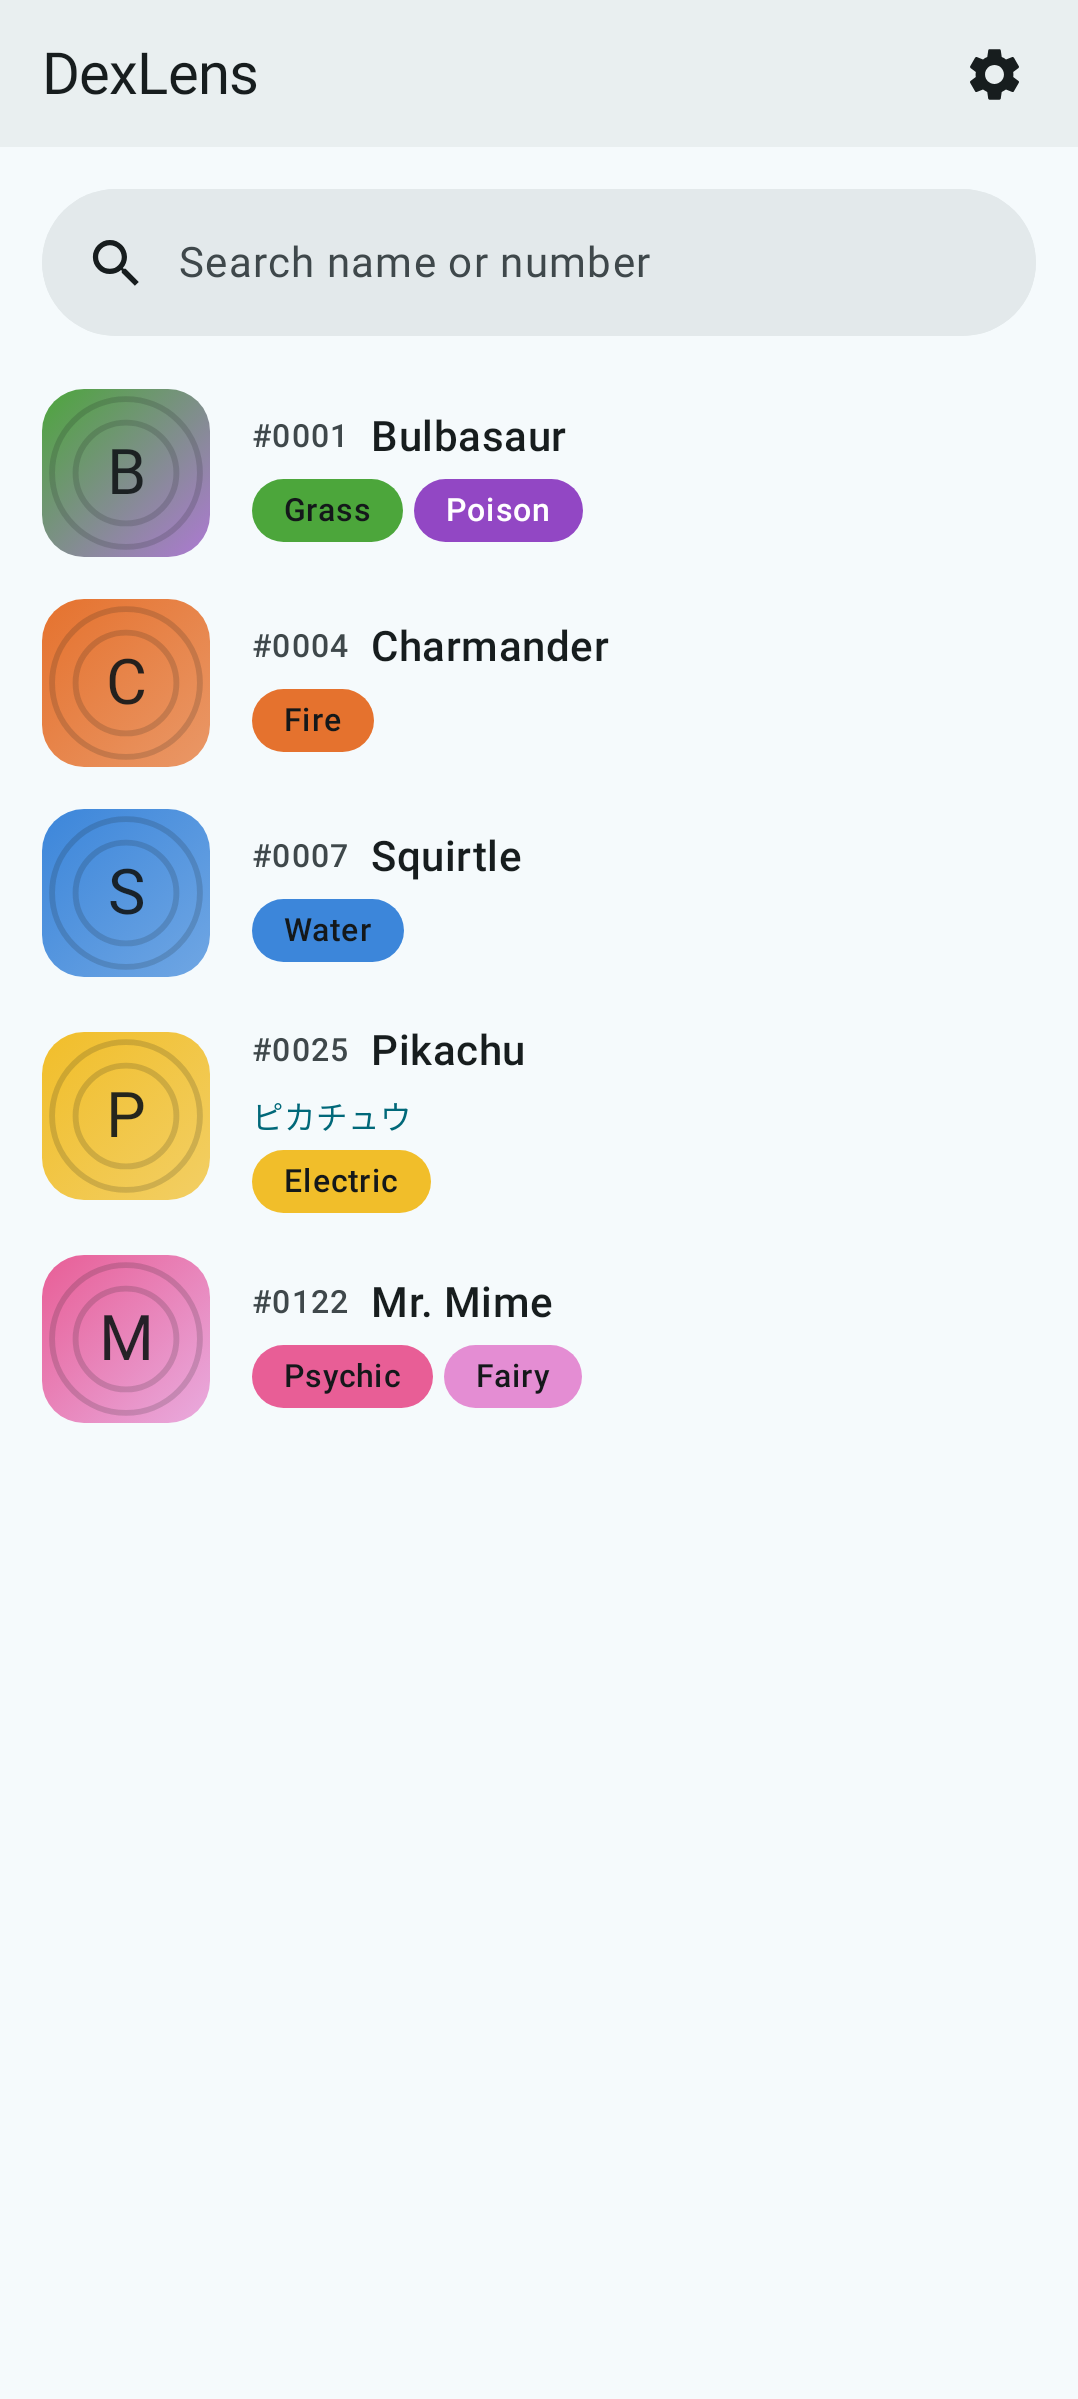 DexLens
Search name or number
B
#0001 Bulbasaur
Grass Poison
C
#0004 Charmander
Fire
S
#0007 Squirtle
Water
P
#0025 Pikachu
ピカチュウ
Electric
M
#0122 Mr. Mime
Psychic Fairy